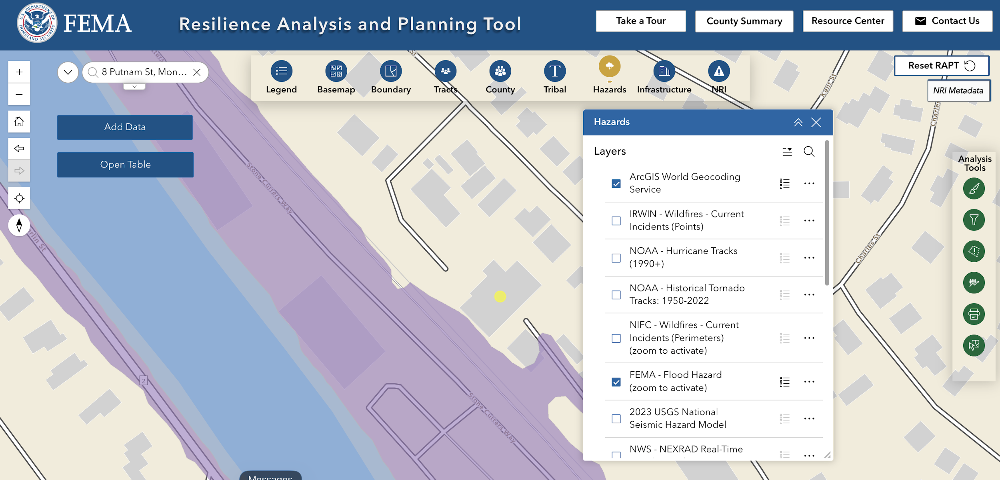 U.S. DEPARTMENT OF HOMELAND SECURITY
FEMA
Resilience Analysis and Planning Tool
Take a Tour
County Summary
Resource Center
Contact Us
8 Putnam St, Mon...
Legend
Basemap
Boundary
Tracts
County
T
Tribal
Hazards
Infrastructure
NRI
Reset RAPT
NRI Metadata
Add Data
Open Table
Hazards
Layers
ArcGIS World Geocoding
Service
IRWIN - Wildfires - Current
Incidents (Points)
NOAA - Hurricane Tracks
(1990+)
NOAA - Historical Tornado
Tracks: 1950-2022
NIFC - Wildfires - Current
Incidents (Perimeters)
(zoom to activate)
FEMA - Flood Hazard
(zoom to activate)
2023 USGS National
Seismic Hazard Model
NWS - NEXRAD Real-Time
Analysis
Tools
St
Kent St
Charles
Charles St
Stone Cutters Way
Stone Cutters Way
erlin St
2
Messages